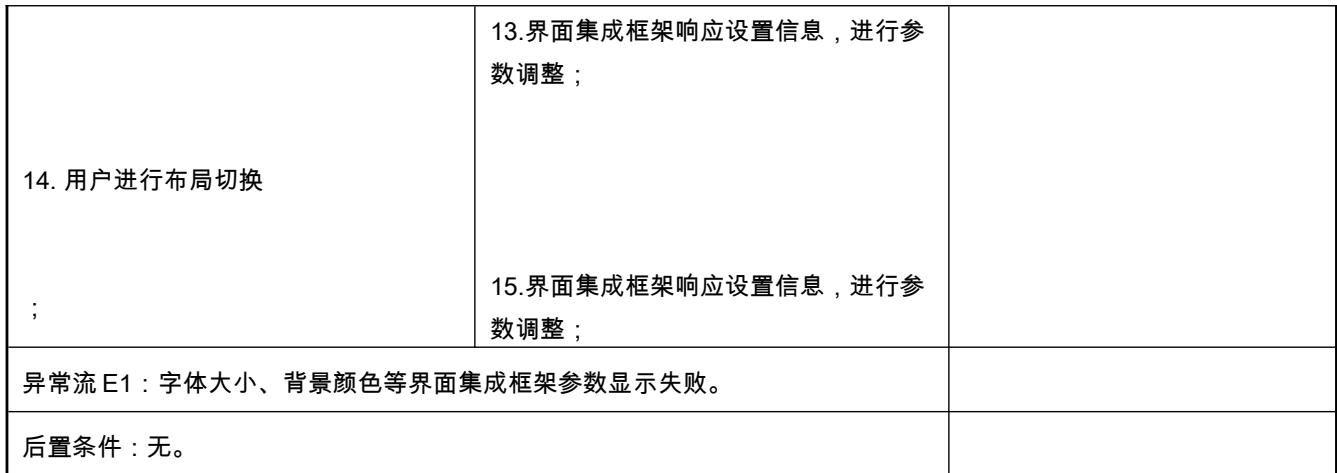 13.界面集成框架响应设置信息，进行参
数调整；
14. 用户进行布局切换
；
15.界面集成框架响应设置信息，进行参
数调整；
异常流 E1：字体大小、背景颜色等界面集成框架参数显示失败。
后置条件：无。